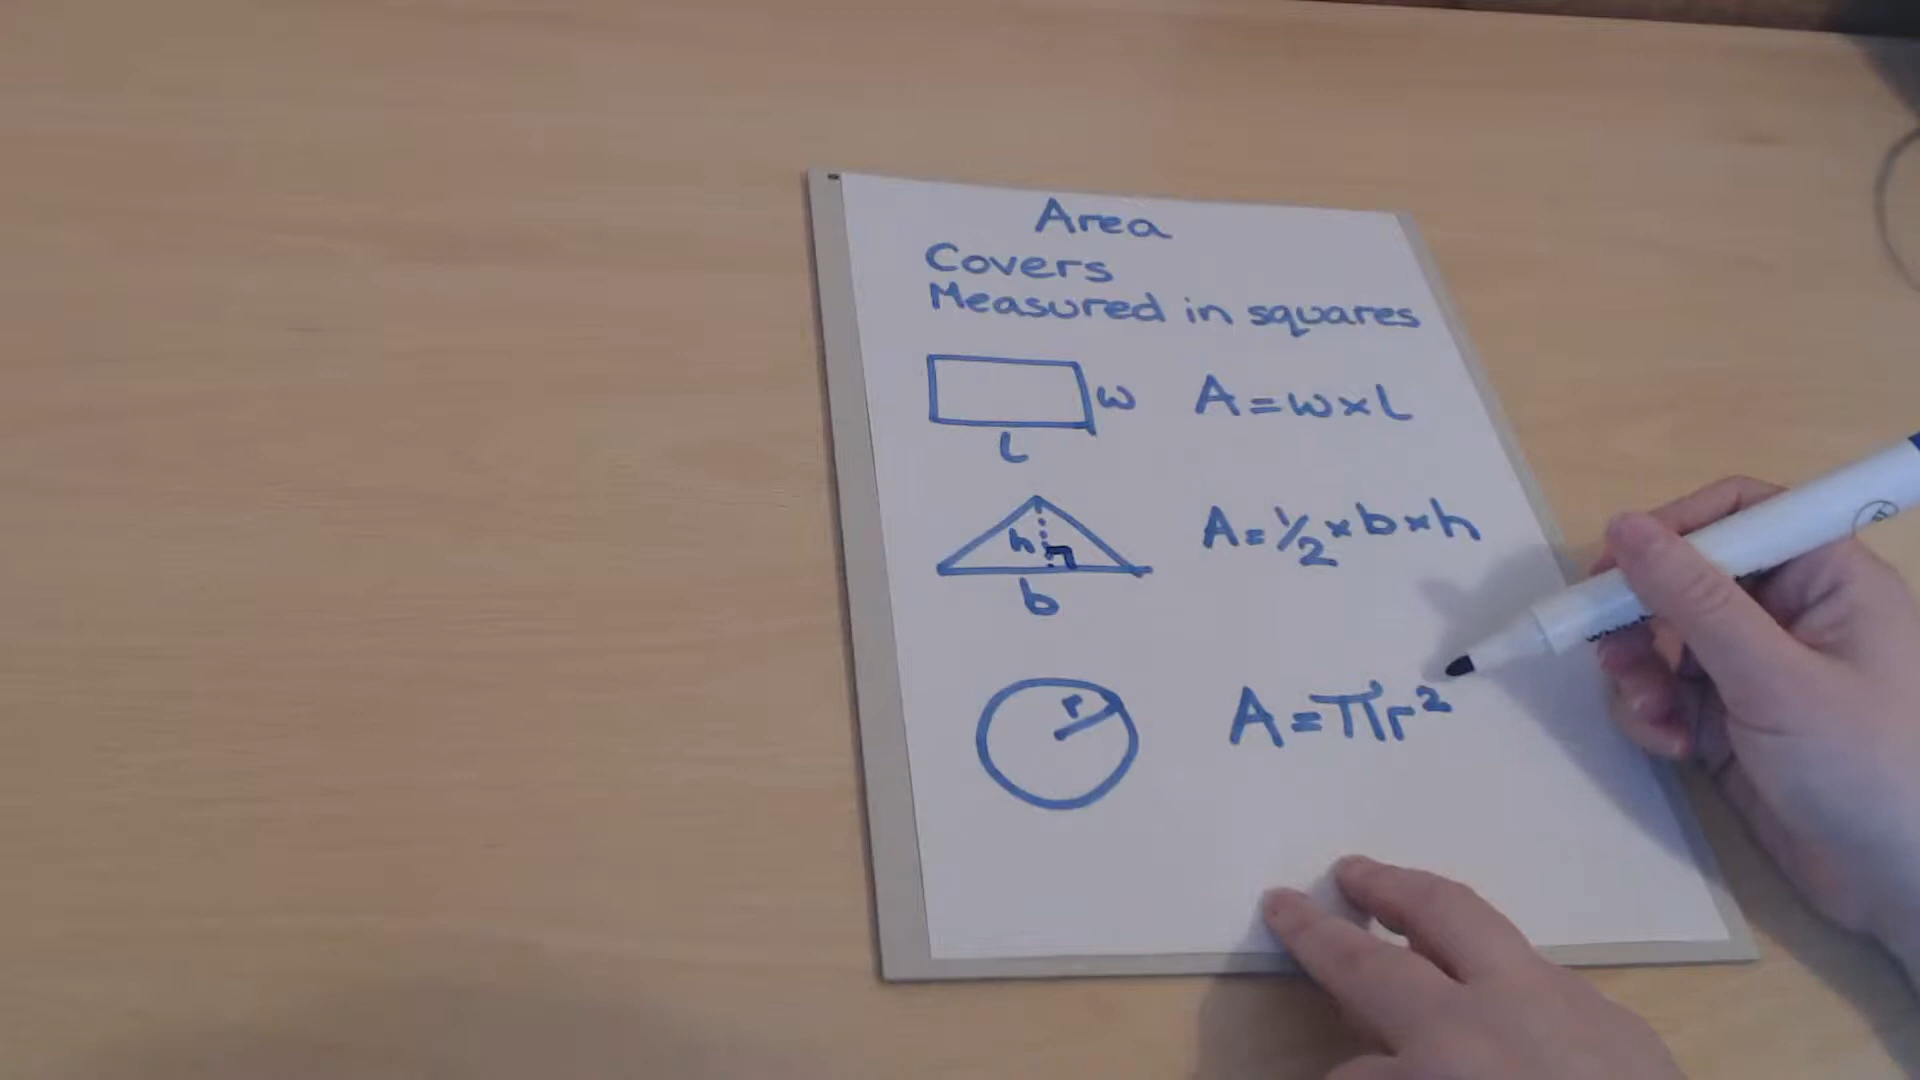 Area
Covers
Measured in squares
w A = w x L
L
h A = 1/2 x b x h
b
r A = πr²